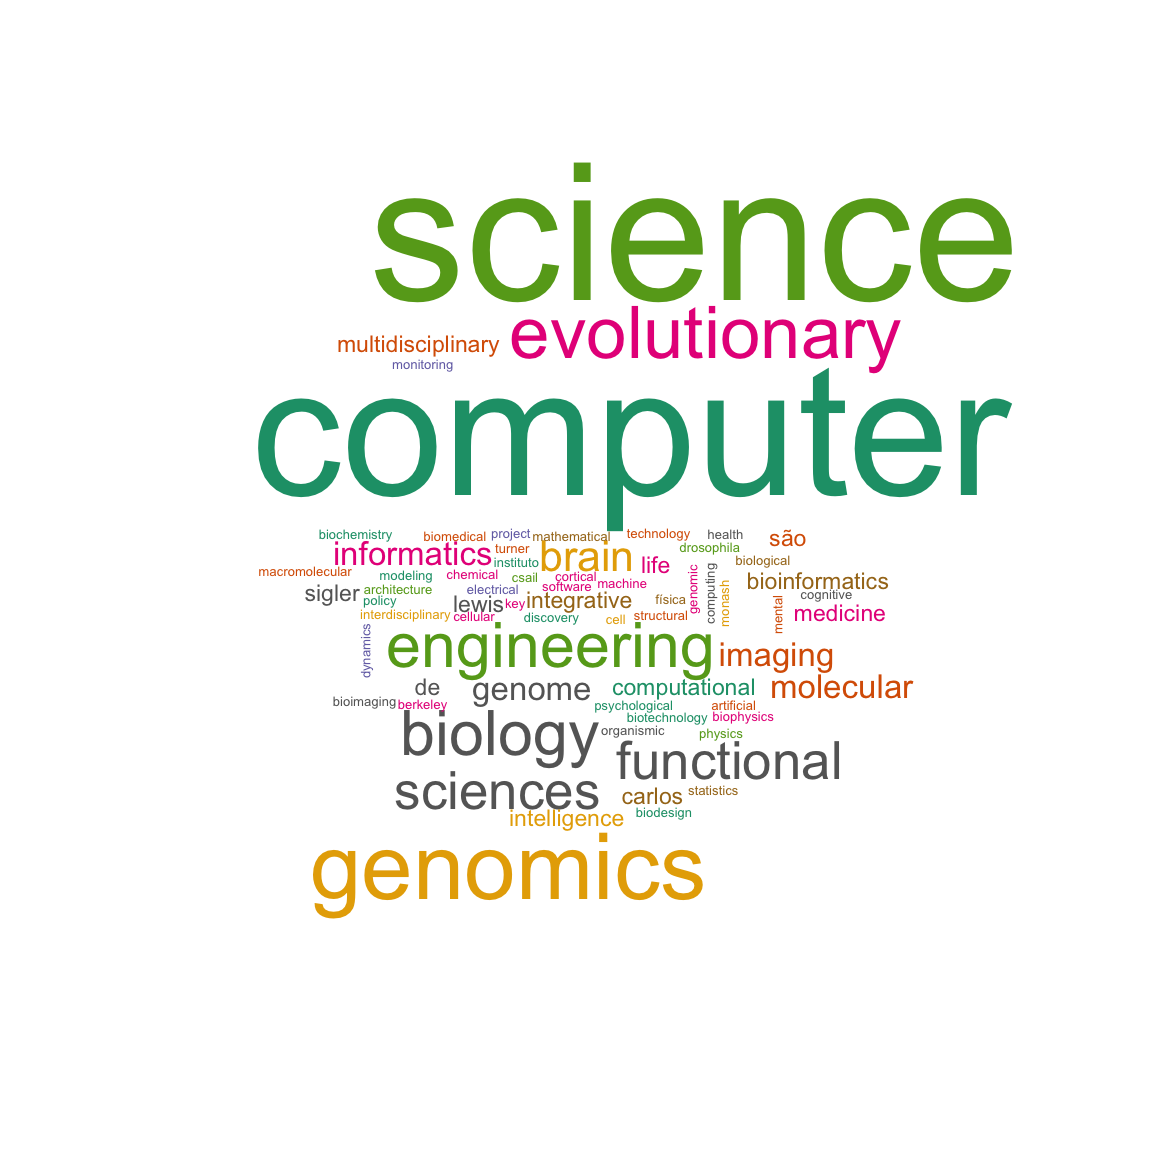 science
evolutionary
multidisciplinary
monitoring
computer
biochemistry
biomedical
project
mathematical
technology
health
são
informatics
turner
instituto
brain
life
drosophila
biological
macromolecular
modeling
chemical
csail
cortical
machine
genomic
computing
monash
bioinformatics
sigler
architecture
electrical
software
cognitive
policy
lewis
key
integrative
física
mental
medicine
interdisciplinary
cellular
discovery
cell
structural
dynamics
engineering
imaging
de
genome
computational
molecular
bioimaging
berkeley
psychological
artificial
biotechnology
biophysics
biology
organismic
physics
functional
sciences
carlos
statistics
intelligence
biodesign
genomics